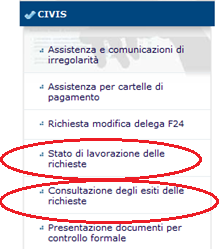 CIVIS
Assistenza e comunicazioni di
irregolarità
Assistenza per cartelle di
pagamento
Richiesta modifica delega F24
Stato di lavorazione delle
richieste
Consultazione degli esiti delle
richieste
Presentazione documenti per
controllo formale